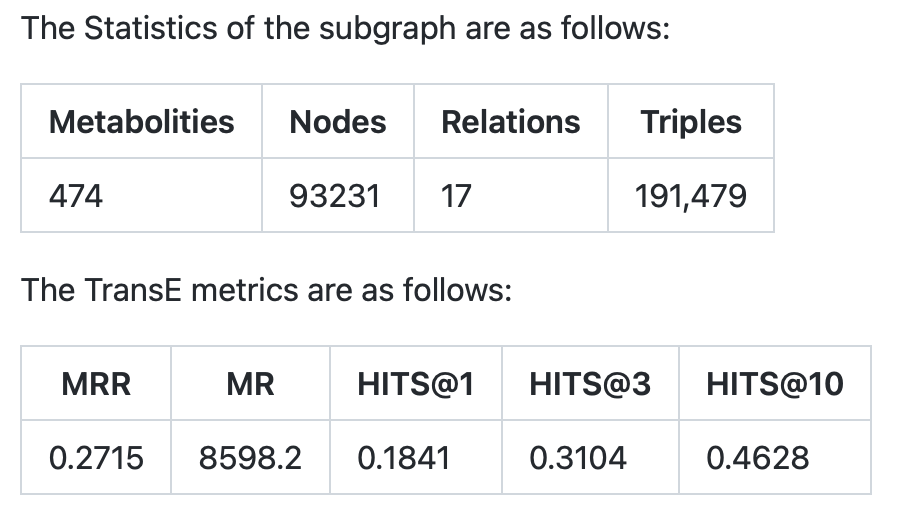 The Statistics of the subgraph are as follows:
Metabolities Nodes Relations Triples
474 93231 17 191,479
The TransE metrics are as follows:
MRR MR HITS@1 HITS@3 HITS@10
0.2715 8598.2 0.1841 0.3104 0.4628